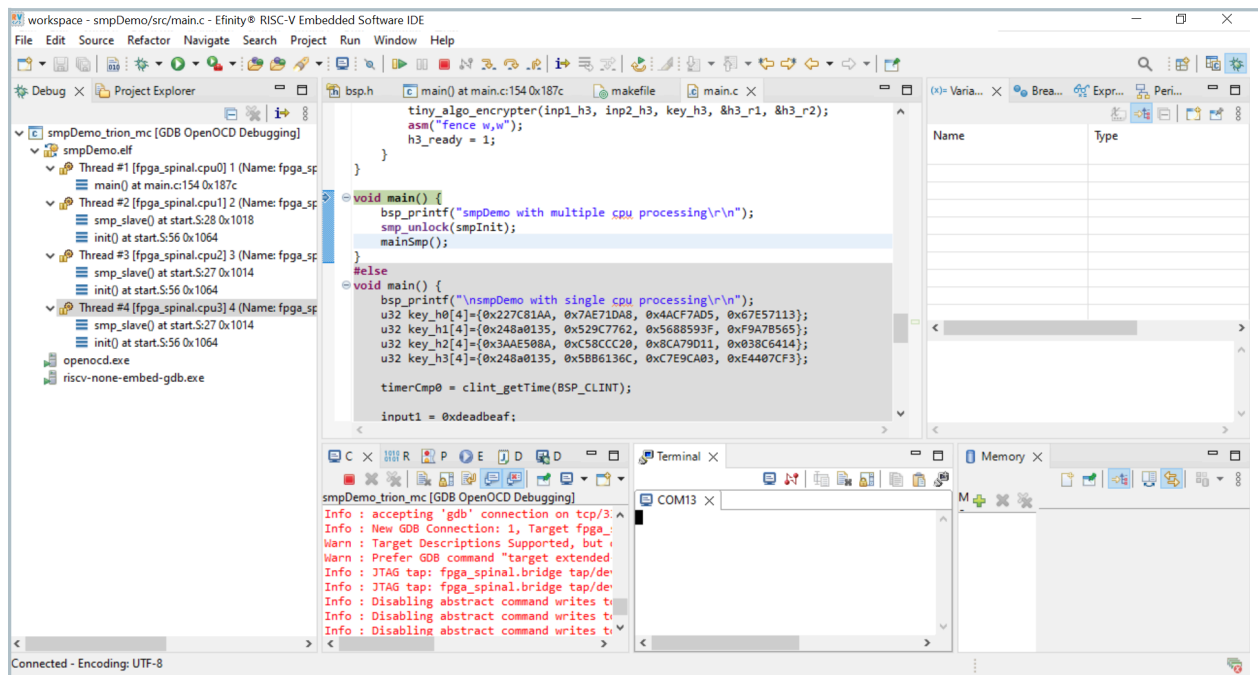 workspace - smpDemo/src/main.c - Efinity® RISC-V Embedded Software IDE
File Edit Source Refactor Navigate Search Project Run Window Help
Debug Project Explorer
smpDemo_trion_mc [GDB OpenOCD Debugging]
smpDemo.elf
Thread #1 [fpga_spinal.cpu0] 1 (Name: fpga_sp
main() at main.c:154 0x187c
Thread #2 [fpga_spinal.cpu1] 2 (Name: fpga_sp
smp_slave() at start.S:28 0x1018
init() at start.S:56 0x1064
Thread #3 [fpga_spinal.cpu2] 3 (Name: fpga_sp
smp_slave() at start.S:27 0x1014
init() at start.S:56 0x1064
Thread #4 [fpga_spinal.cpu3] 4 (Name: fpga_sp
smp_slave() at start.S:27 0x1014
init() at start.S:56 0x1064
openocd.exe
riscv-none-embed-gdb.exe
bsp.h main() at main.c:154 0x187c makefile main.c
tiny_algo_encrypter(inp1_h3, inp2_h3, key_h3, &h3_r1, &h3_r2);
asm("fence w,w");
h3_ready = 1;
}
}
void main() {
bsp_printf("smpDemo with multiple cpu processing\r\n");
smp_unlock(smpInit);
mainSmp();
}
#else
void main() {
bsp_printf("\nsmpDemo with single cpu processing\r\n");
u32 key_h0[4]={0x227C81AA, 0x7AE71DA8, 0x4ACF7AD5, 0x67E57113};
u32 key_h1[4]={0x248a0135, 0x529C7762, 0x5688593F, 0xF9A7B565};
u32 key_h2[4]={0x3AAE508A, 0xC58CCC20, 0x8CA79D11, 0x038C6414};
u32 key_h3[4]={0x248a0135, 0x5BB6136C, 0xC7E9CA03, 0xE4407CF3};
timerCmp0 = clint_getTime(BSP_CLINT);
input1 = 0xdeadbeaf;
(x)= Varia... Brea... Expr... Peri...
Name Type
C R P E D D
smpDemo_trion_mc [GDB OpenOCD Debugging]
Info : accepting 'gdb' connection on tcp/3
Info : New GDB Connection: 1, Target fpga_
Warn : Target Descriptions Supported, but
Warn : Prefer GDB command "target extended
Info : JTAG tap: fpga_spinal.bridge tap/de
Info : JTAG tap: fpga_spinal.bridge tap/de
Info : Disabling abstract command writes t
Info : Disabling abstract command writes t
Info : Disabling abstract command writes t
Terminal
COM13
Memory
M
Connected - Encoding: UTF-8